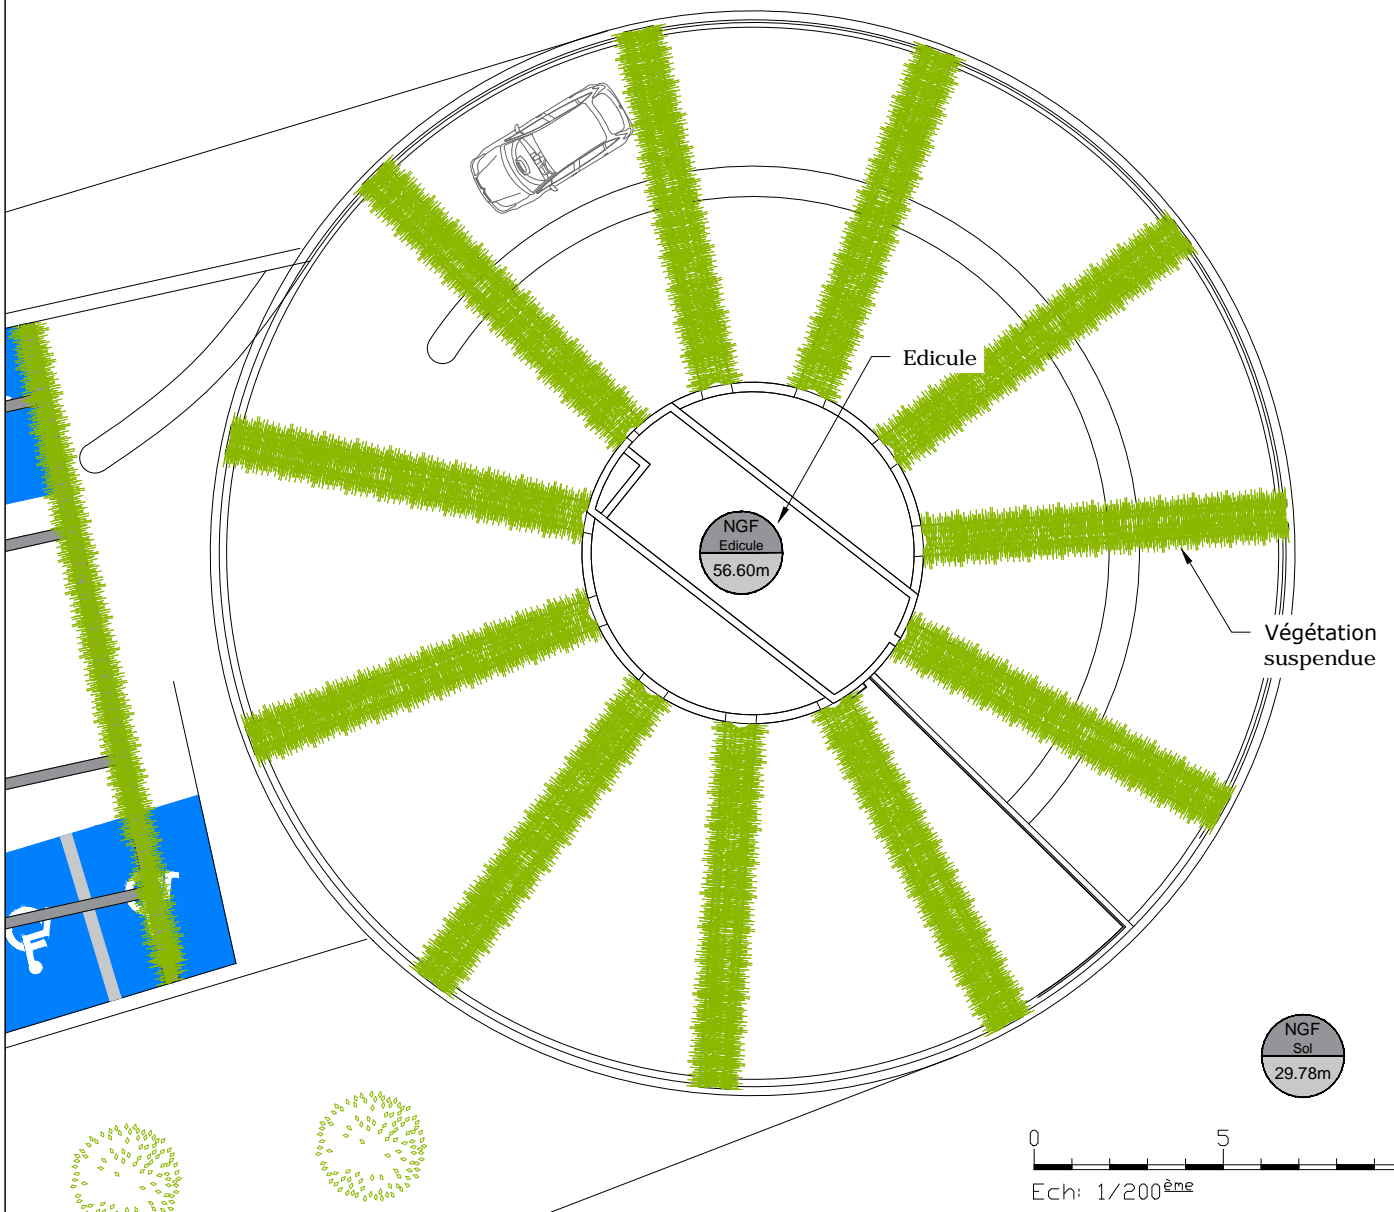 Edicule
NGF
Edicule
56.60m
Végétation
suspendue
NGF
Sol
29.78m
0 5
Ech: 1/200ème